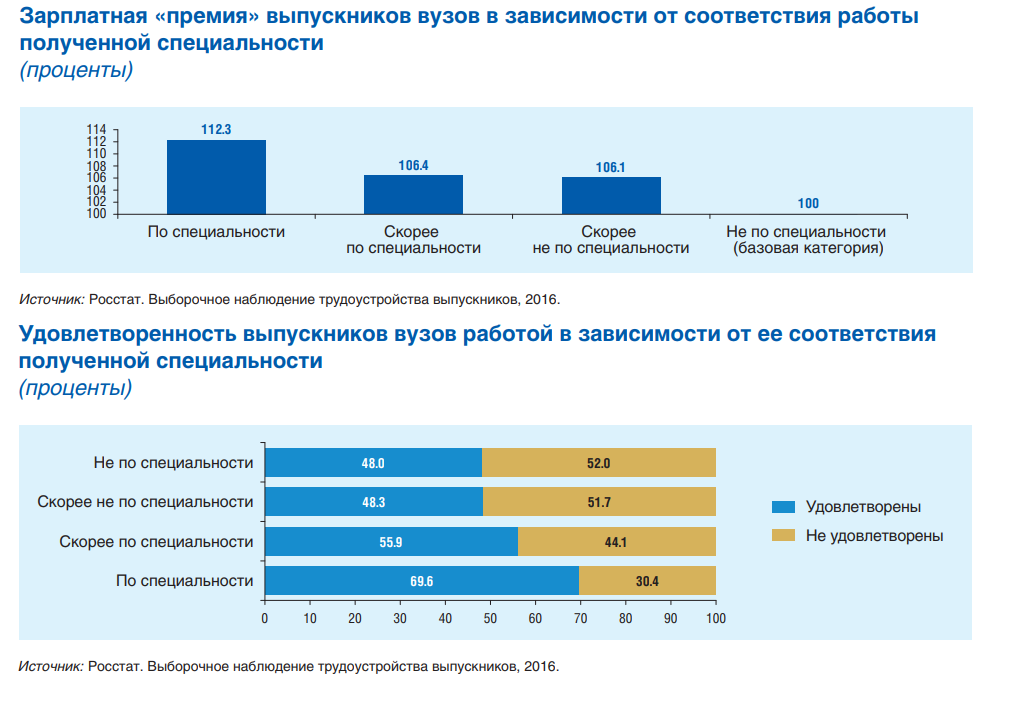 Зарплатная «премия» выпускников вузов в зависимости от соответствия работы
полученной специальности
(проценты)
114
112
110
108
106
104
102
100
112.3
106.4
106.1
100
По специальности
Скорее
по специальности
Скорее
не по специальности
Не по специальности
(базовая категория)
Источник: Росстат. Выборочное наблюдение трудоустройства выпускников, 2016.
Удовлетворенность выпускников вузов работой в зависимости от ее соответствия
полученной специальности
(проценты)
Не по специальности 48.0 52.0
Скорее не по специальности 48.3 51.7
Скорее по специальности 55.9 44.1
По специальности 69.6 30.4
0 10 20 30 40 50 60 70 80 90 100
Удовлетворены
Не удовлетворены
Источник: Росстат. Выборочное наблюдение трудоустройства выпускников, 2016.